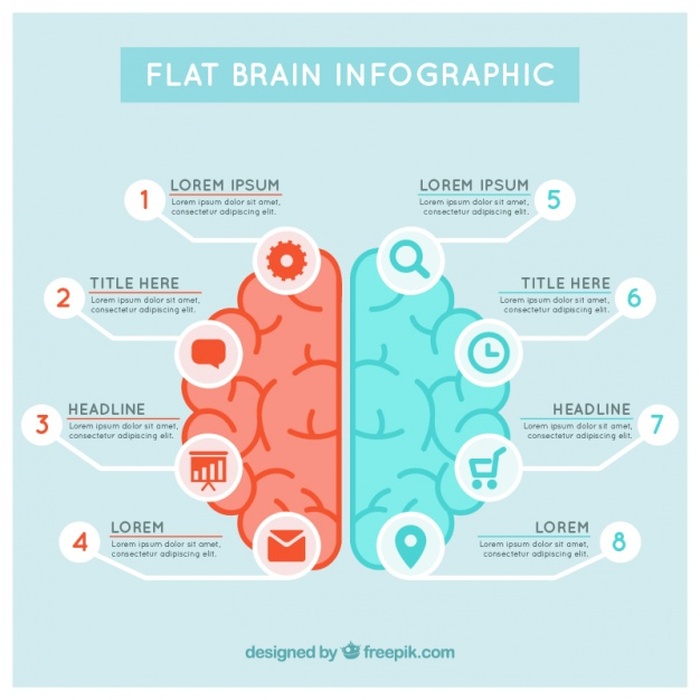 FLAT BRAIN INFOGRAPHIC
1
LOREM IPSUM
Lorem ipsum dolor sit amet,
consectetur adipiscing elit.
2
TITLE HERE
Lorem ipsum dolor sit amet,
consectetur adipiscing elit.
3
HEADLINE
Lorem ipsum dolor sit amet,
consectetur adipiscing elit.
4
LOREM
Lorem ipsum dolor sit amet,
consectetur adipiscing elit.
LOREM IPSUM
5
Lorem ipsum dolor sit amet,
consectetur adipiscing elit.
TITLE HERE
6
Lorem ipsum dolor sit amet,
consectetur adipiscing elit.
HEADLINE
7
Lorem ipsum dolor sit amet,
consectetur adipiscing elit.
LOREM
8
Lorem ipsum dolor sit amet,
consectetur adipiscing elit.
designed by freepik.com